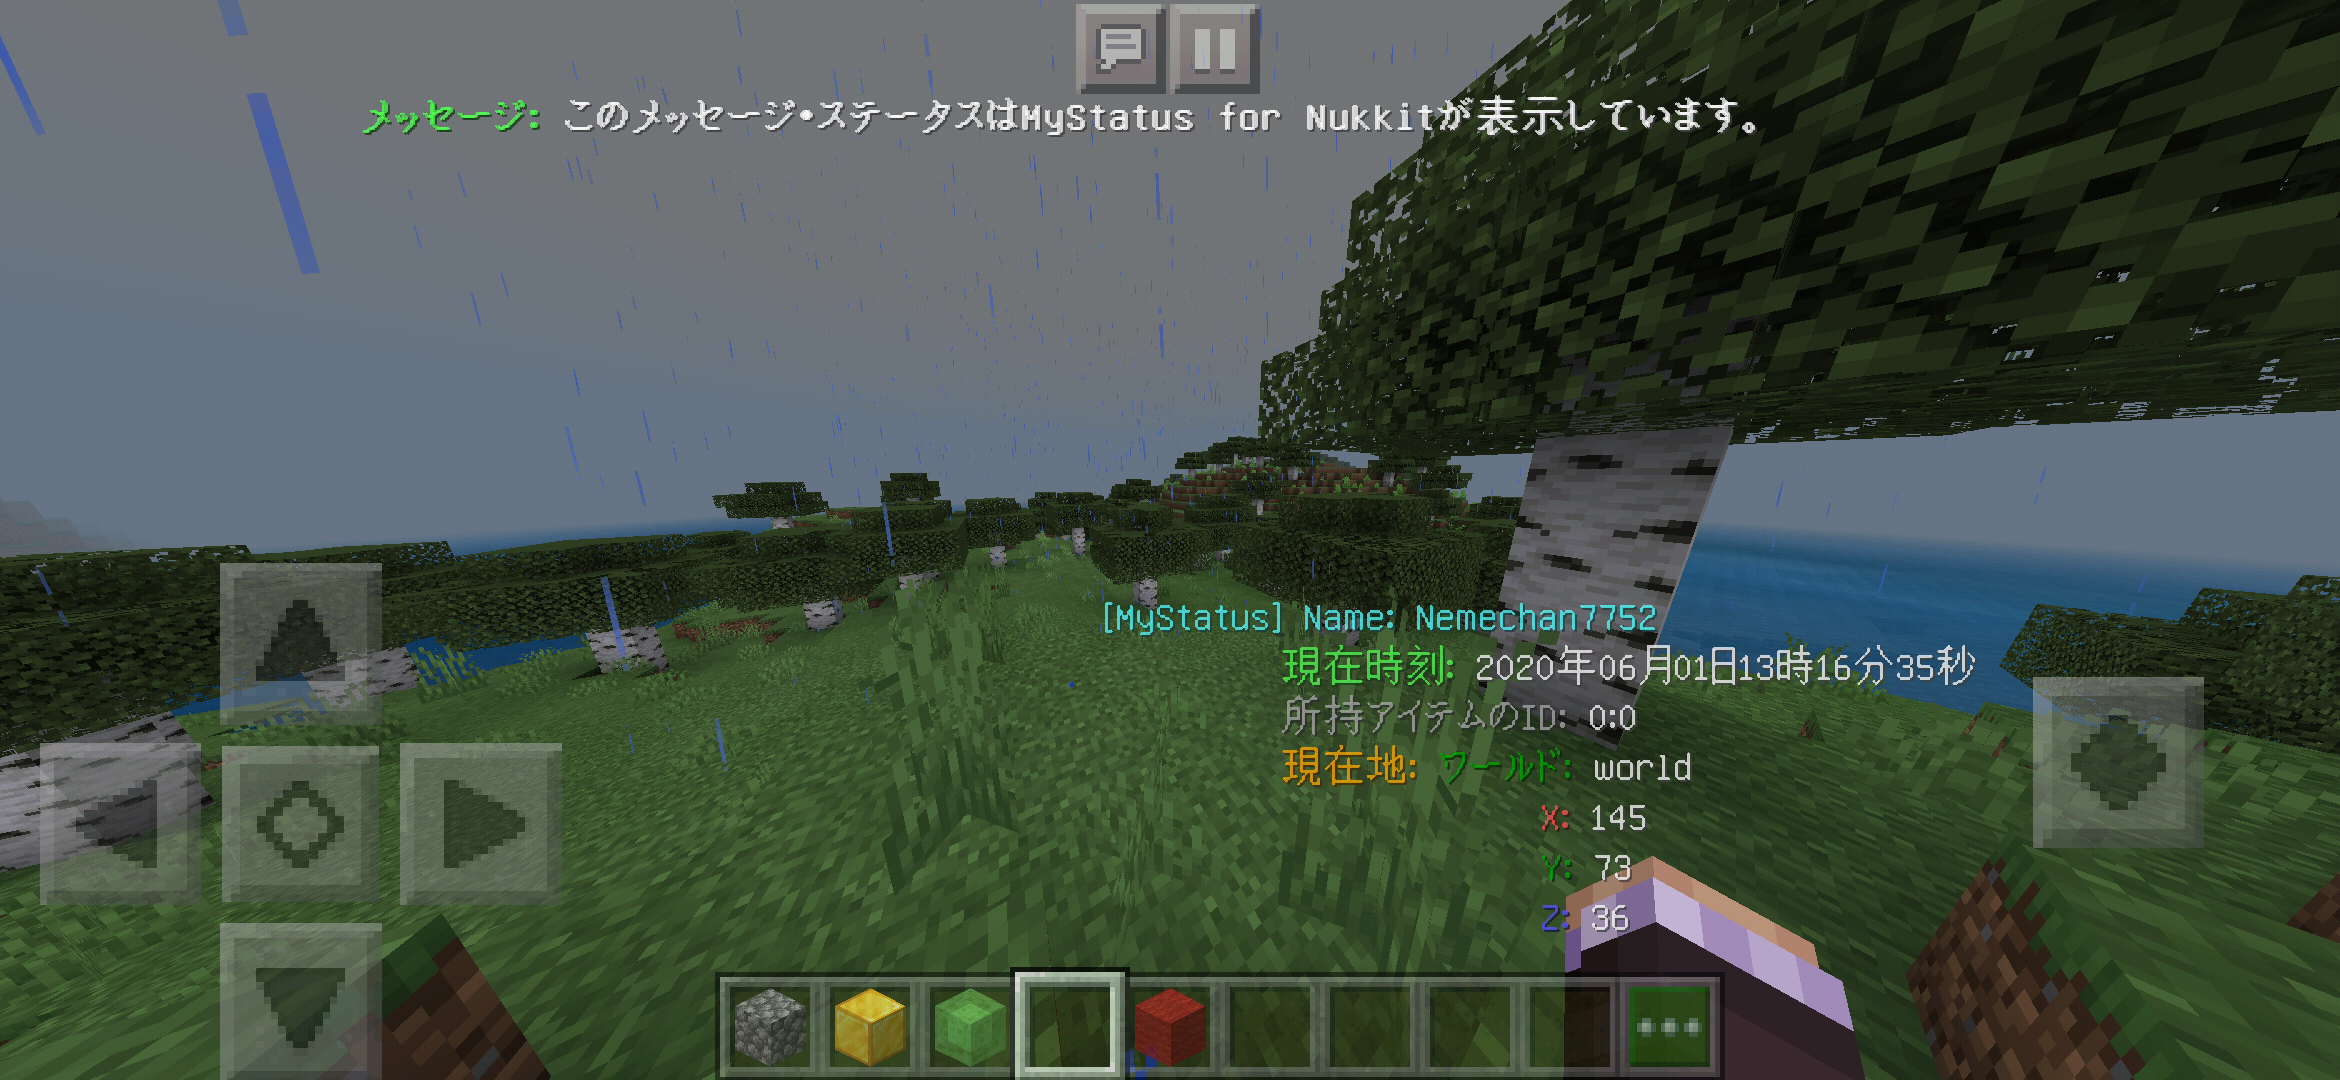 メッセージ: このメッセージ・ステータスはMyStatus for Nukkitが表示しています。
[MyStatus] Name: Nemechan7752
現在時刻: 2020年06月01日13時16分35秒
所持アイテムのID: 0:0
現在地: ワールド: world
X: 145
Y: 73
Z: 36